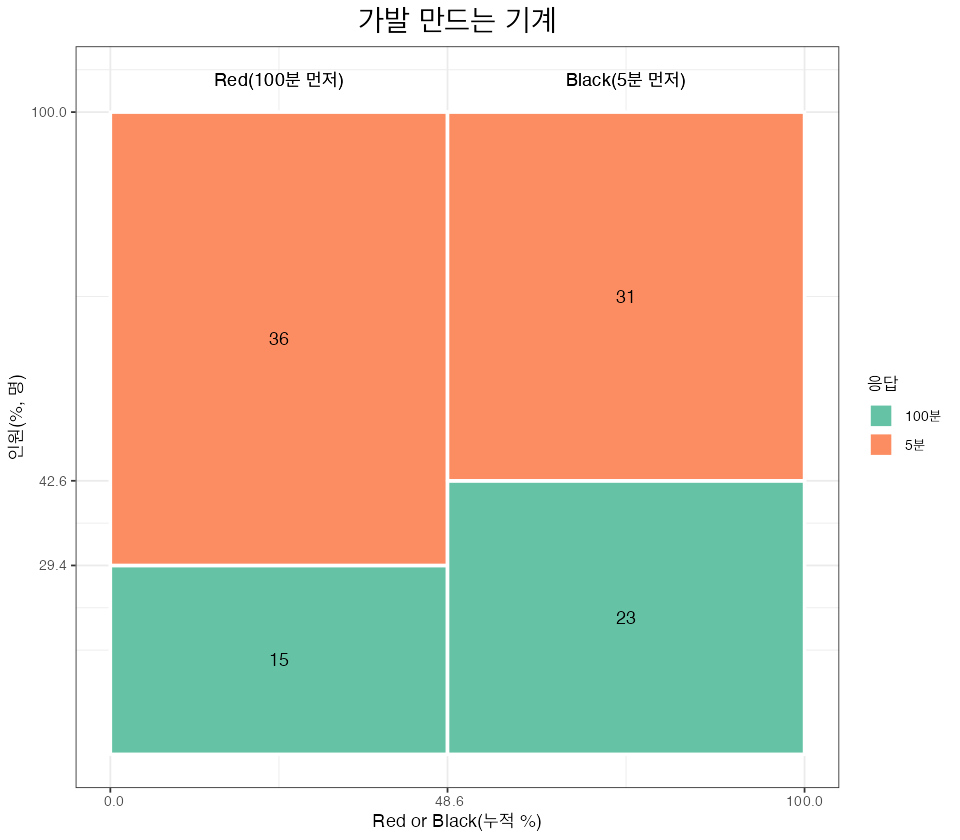 가발 만드는 기계
Red(100분 먼저)
Black(5분 먼저)
100.0
42.6
29.4
36
31
15
23
인원(%, 명)
0.0
48.6
100.0
Red or Black(누적 %)
응답
100분
5분